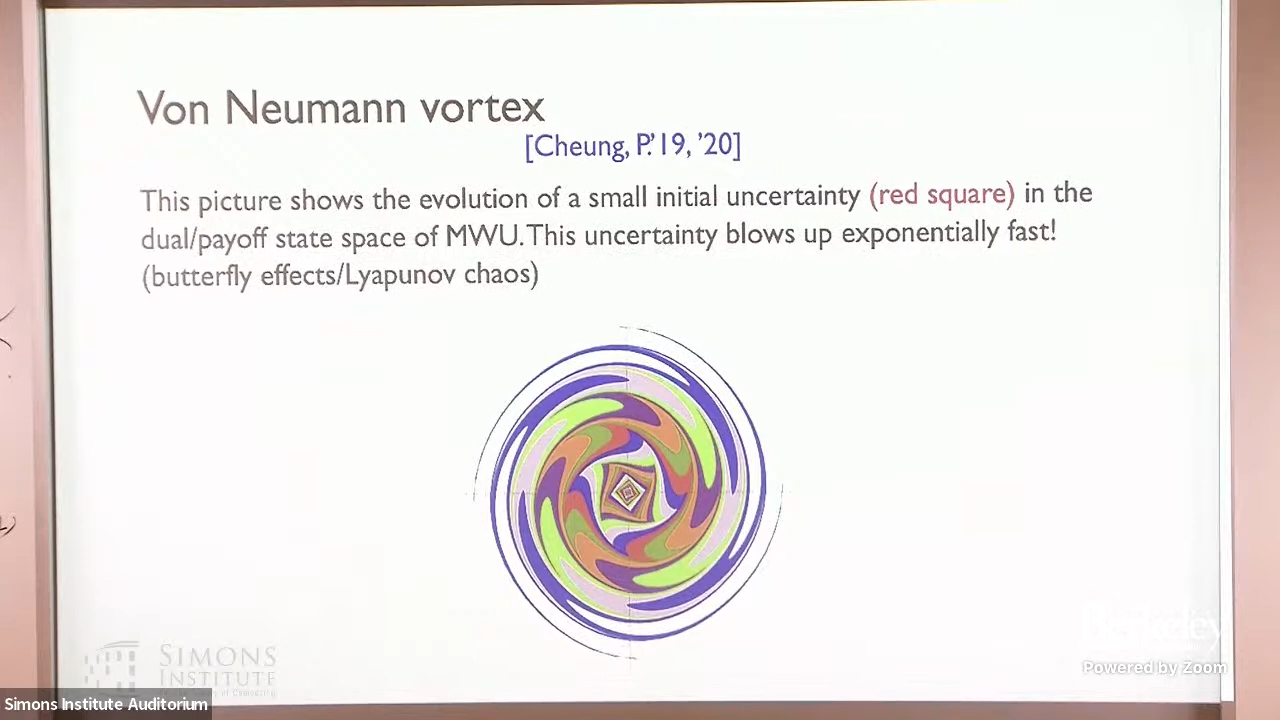 Von Neumann vortex
[Cheung, P.'19, '20]
This picture shows the evolution of a small initial uncertainty (red square) in the
dual/payoff state space of MWU. This uncertainty blows up exponentially fast!
(butterfly effects/Lyapunov chaos)
SIMONS
INSTITUTE
Berkeley
Powered by Zoom
Simons Institute Auditorium